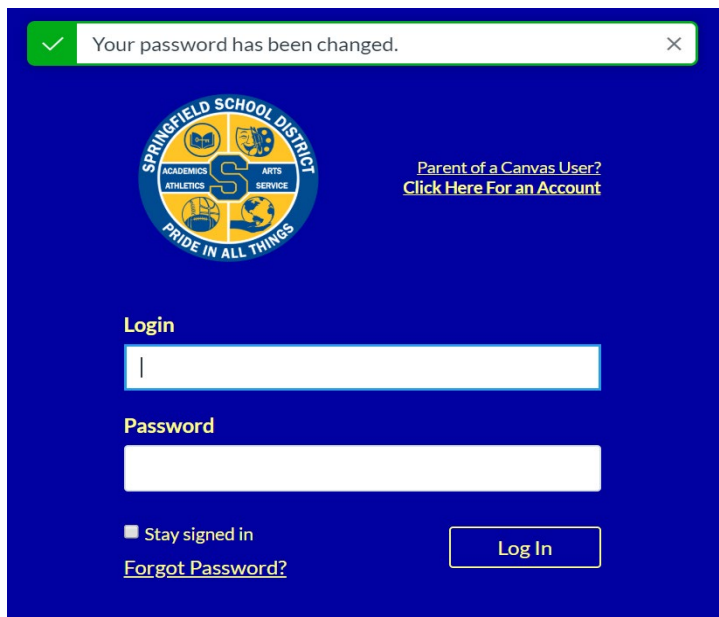 Your password has been changed.
SPRINGFIELD SCHOOL DISTRICT
ACADEMICS
ARTS
S
ATHLETICS
SERVICE
PRIDE IN ALL THINGS
Parent of a Canvas User?
Click Here For an Account
Login
Password
Stay signed in
Log In
Forgot Password?